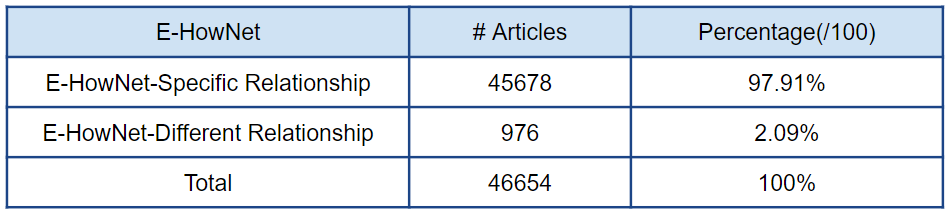 E-HowNet # Articles Percentage(/100)
E-HowNet-Specific Relationship 45678 97.91%
E-HowNet-Different Relationship 976 2.09%
Total 46654 100%